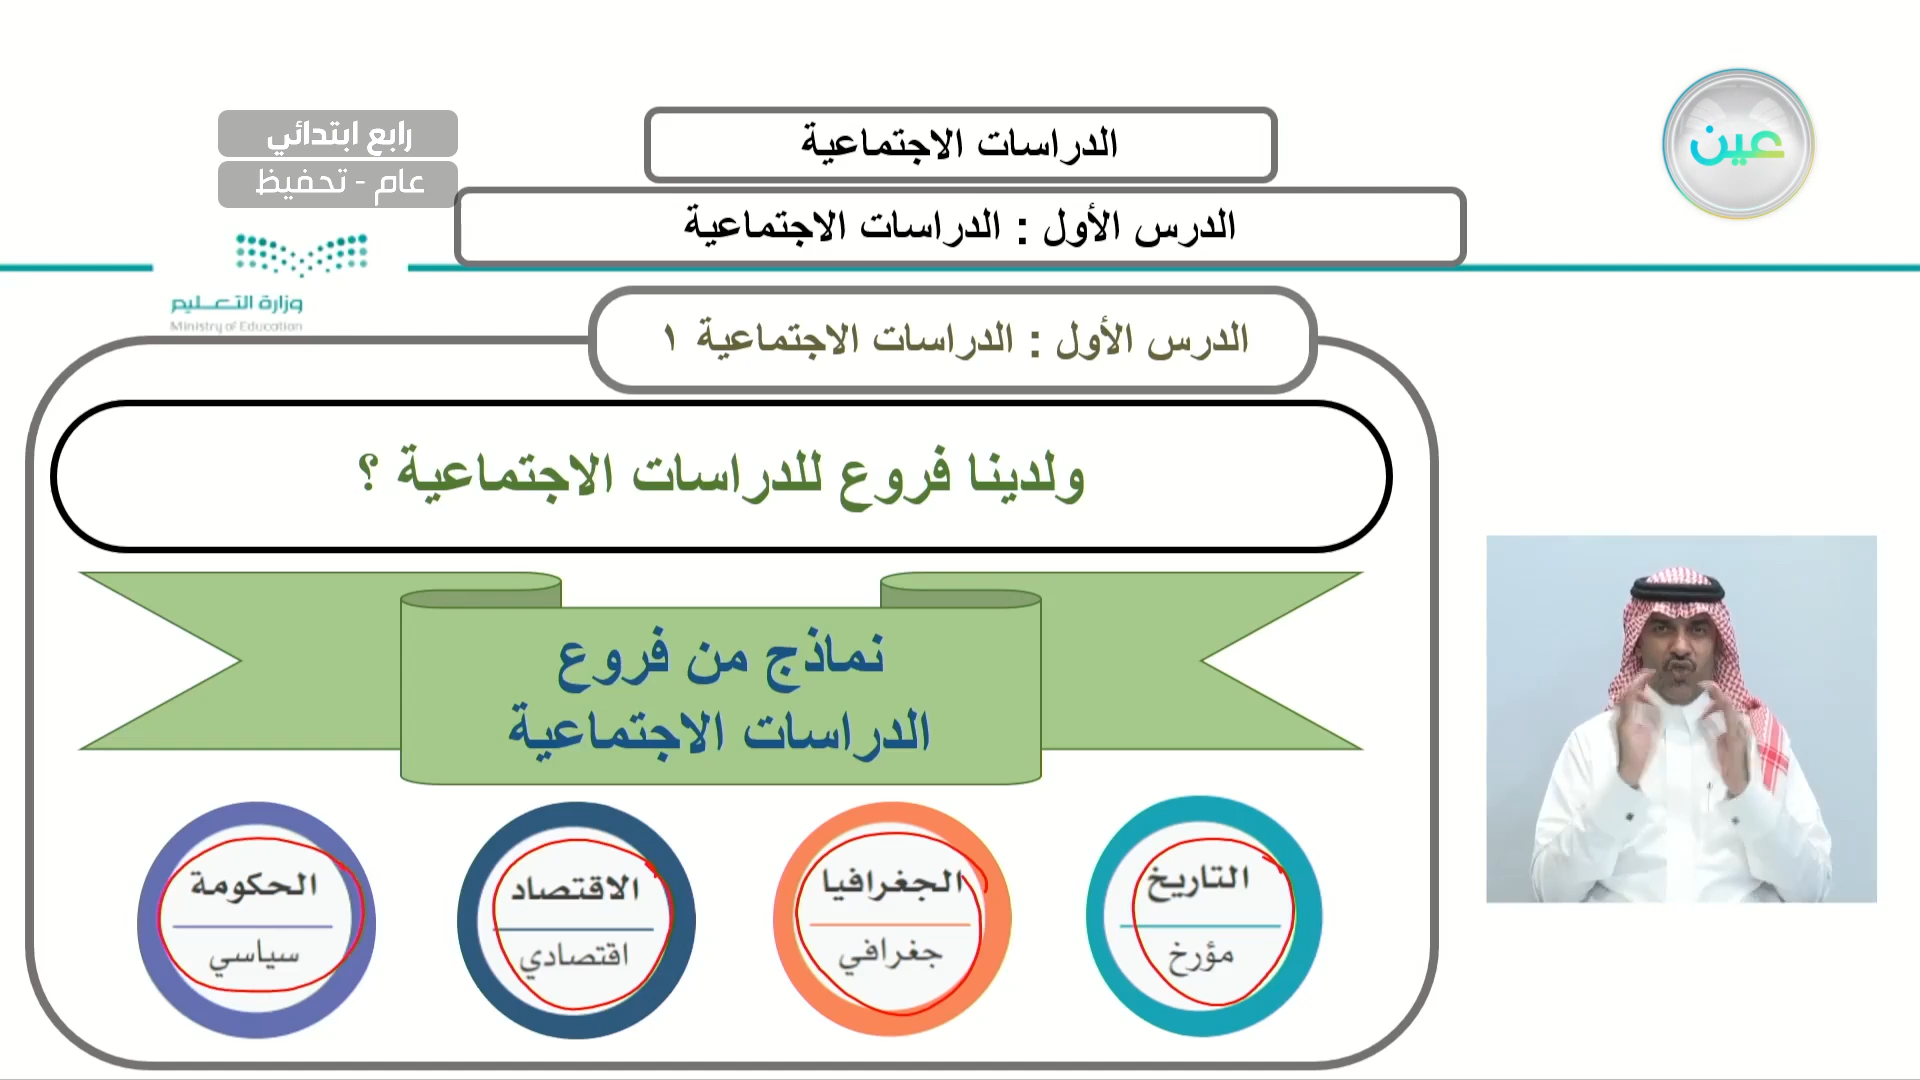 عين
الدراسات الاجتماعية
رابع ابتدائي
عام - تحفيظ
الدرس الأول : الدراسات الاجتماعية
وزارة التعليم
Ministry of Education
الدرس الأول : الدراسات الاجتماعية ١
ولدينا فروع للدراسات الاجتماعية ؟
نماذج من فروع
الدراسات الاجتماعية
التاريخ
مؤرخ
الجغرافيا
جغرافي
الاقتصاد
اقتصادي
الحكومة
سياسي